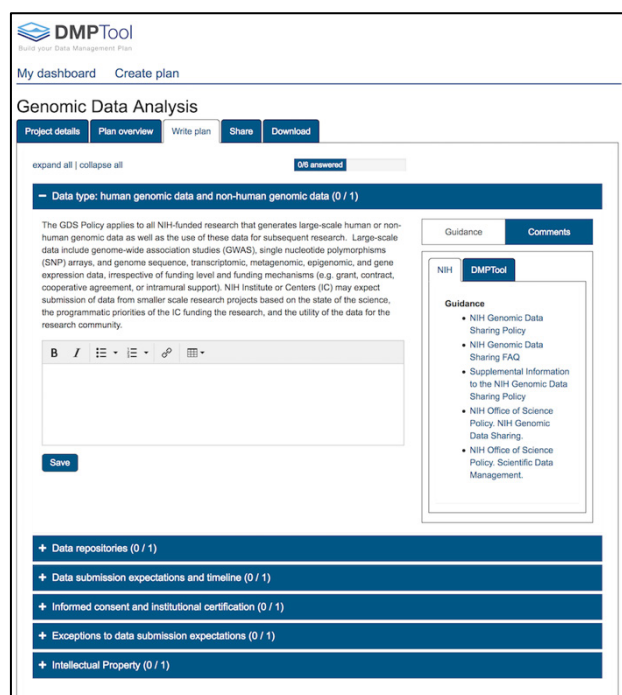 DMPTool
Build your Data Management Plan
My dashboard Create plan
Genomic Data Analysis
Project details Plan overview Write plan Share Download
expand all | collapse all
0/6 answered
− Data type: human genomic data and non-human genomic data (0 / 1)
The GDS Policy applies to all NIH-funded research that generates large-scale human or non-
human genomic data as well as the use of these data for subsequent research. Large-scale
data include genome-wide association studies (GWAS), single nucleotide polymorphisms
(SNP) arrays, and genome sequence, transcriptomic, metagenomic, epigenomic, and gene
expression data, irrespective of funding level and funding mechanisms (e.g. grant, contract,
cooperative agreement, or intramural support). NIH Institute or Centers (IC) may expect
submission of data from smaller scale research projects based on the state of the science,
the programmatic priorities of the IC funding the research, and the utility of the data for the
research community.
B I
Save
Guidance Comments
NIH DMPTool
Guidance
• NIH Genomic Data
Sharing Policy
• NIH Genomic Data
Sharing FAQ
• Supplemental Information
to the NIH Genomic Data
Sharing Policy
• NIH Office of Science
Policy. NIH Genomic
Data Sharing.
• NIH Office of Science
Policy. Scientific Data
Management.
+ Data repositories (0 / 1)
+ Data submission expectations and timeline (0 / 1)
+ Informed consent and institutional certification (0 / 1)
+ Exceptions to data submission expectations (0 / 1)
+ Intellectual Property (0 / 1)